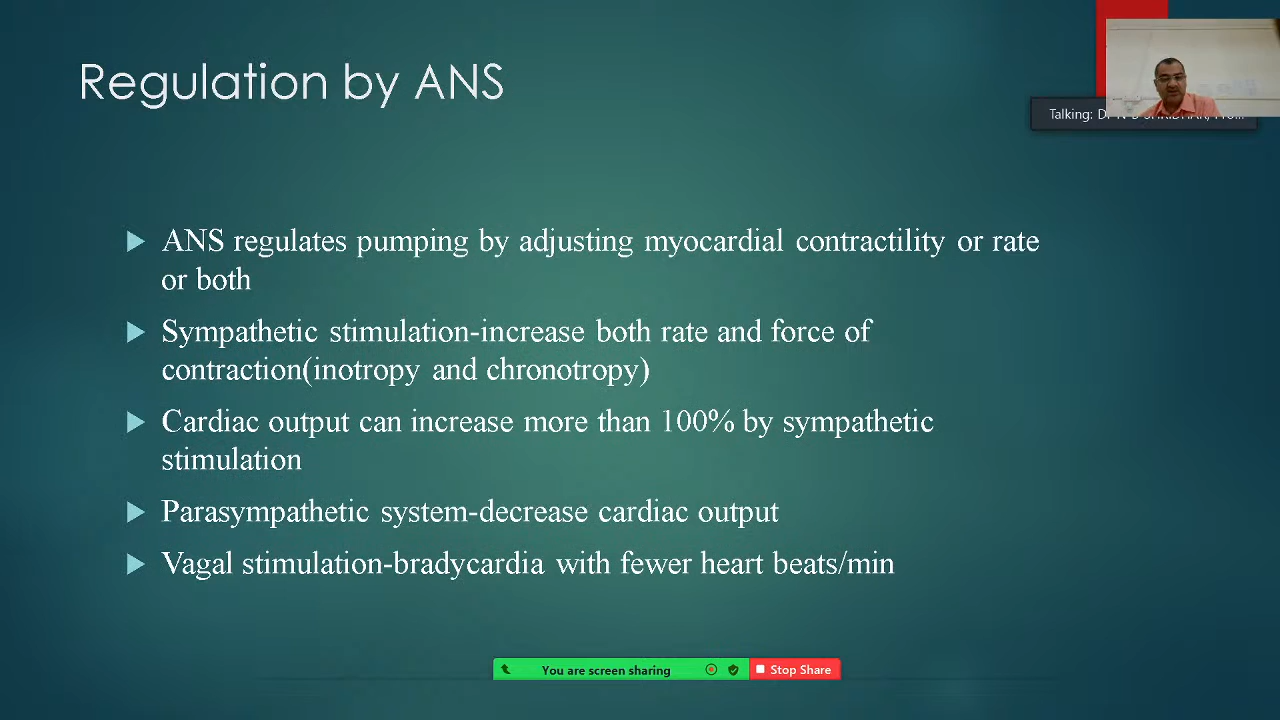 Regulation by ANS
Talking:
ANS regulates pumping by adjusting myocardial contractility or rate
or both
Sympathetic stimulation-increase both rate and force of
contraction(inotropy and chronotropy)
Cardiac output can increase more than 100% by sympathetic
stimulation
Parasympathetic system-decrease cardiac output
Vagal stimulation-bradycardia with fewer heart beats/min
You are screen sharing
Stop Share